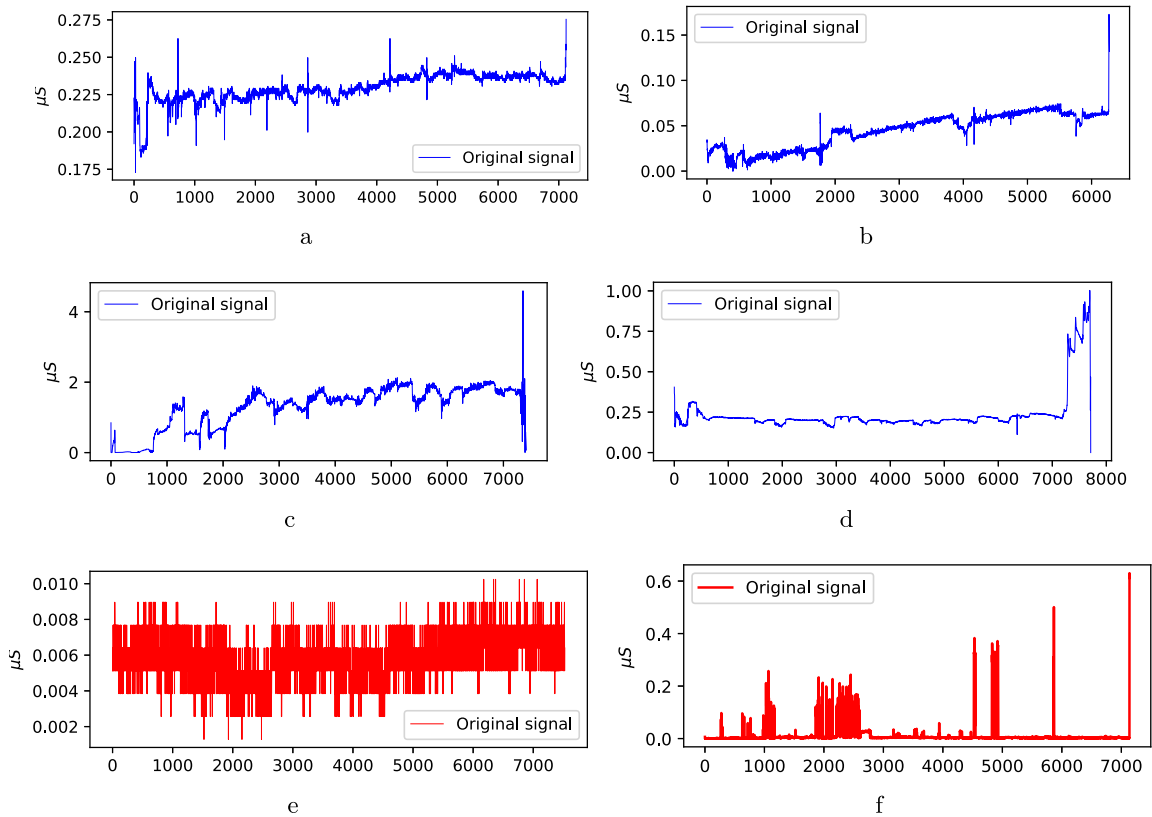 0.275
0.250
0.225
0.200
0.175
μS
Original signal
0 1000 2000 3000 4000 5000 6000 7000
a
0.15
0.10
0.05
0.00
μS
Original signal
0 1000 2000 3000 4000 5000 6000
b
4
2
0
μS
Original signal
0 1000 2000 3000 4000 5000 6000 7000
c
1.00
0.75
0.50
0.25
0.00
μS
Original signal
0 1000 2000 3000 4000 5000 6000 7000 8000
d
0.010
0.008
0.006
0.004
0.002
μS
Original signal
0 1000 2000 3000 4000 5000 6000 7000
e
0.6
0.4
0.2
0.0
μS
Original signal
0 1000 2000 3000 4000 5000 6000 7000
f